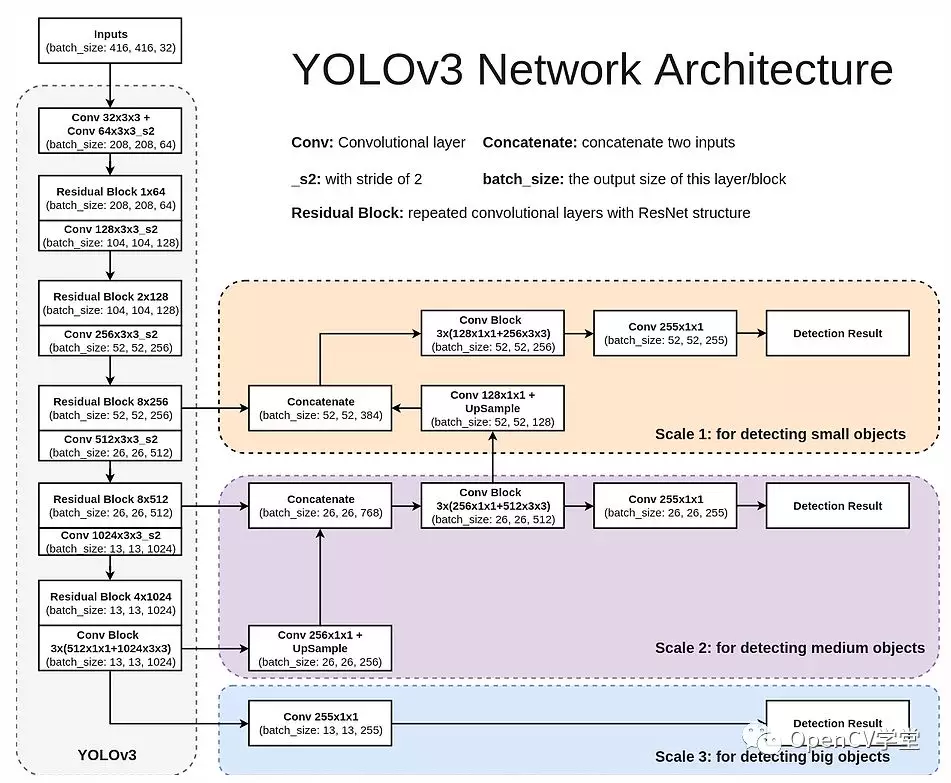 Inputs
(batch_size: 416, 416, 32)
YOLOv3 Network Architecture
Conv 32x3x3 +
Conv 64x3x3_s2
(batch_size: 208, 208, 64)
Conv: Convolutional layer Concatenate: concatenate two inputs
_s2: with stride of 2 batch_size: the output size of this layer/block
Residual Block: repeated convolutional layers with ResNet structure
Residual Block 1x64
(batch_size: 208, 208, 64)
Conv 128x3x3_s2
(batch_size: 104, 104, 128)
Residual Block 2x128
(batch_size: 104, 104, 128)
Conv 256x3x3_s2
(batch_size: 52, 52, 256)
Residual Block 8x256
(batch_size: 52, 52, 256)
Conv 512x3x3_s2
(batch_size: 26, 26, 512)
Residual Block 8x512
(batch_size: 26, 26, 512)
Conv 1024x3x3_s2
(batch_size: 13, 13, 1024)
Residual Block 4x1024
(batch_size: 13, 13, 1024)
Conv Block
3x(512x1x1+1024x3x3)
(batch_size: 13, 13, 1024)
YOLOv3
Conv Block
3x(128x1x1+256x3x3)
(batch_size: 52, 52, 256)
Conv 255x1x1
(batch_size: 52, 52, 255)
Detection Result
Concatenate
(batch_size: 52, 52, 384)
Conv 128x1x1 +
UpSample
(batch_size: 52, 52, 128)
Scale 1: for detecting small objects
Concatenate
(batch_size: 26, 26, 768)
Conv Block
3x(256x1x1+512x3x3)
(batch_size: 26, 26, 512)
Conv 255x1x1
(batch_size: 26, 26, 255)
Detection Result
Conv 256x1x1 +
UpSample
(batch_size: 26, 26, 256)
Scale 2: for detecting medium objects
Conv 255x1x1
(batch_size: 13, 13, 255)
Detection Result
OpenCV学堂
Scale 3: for detecting big objects